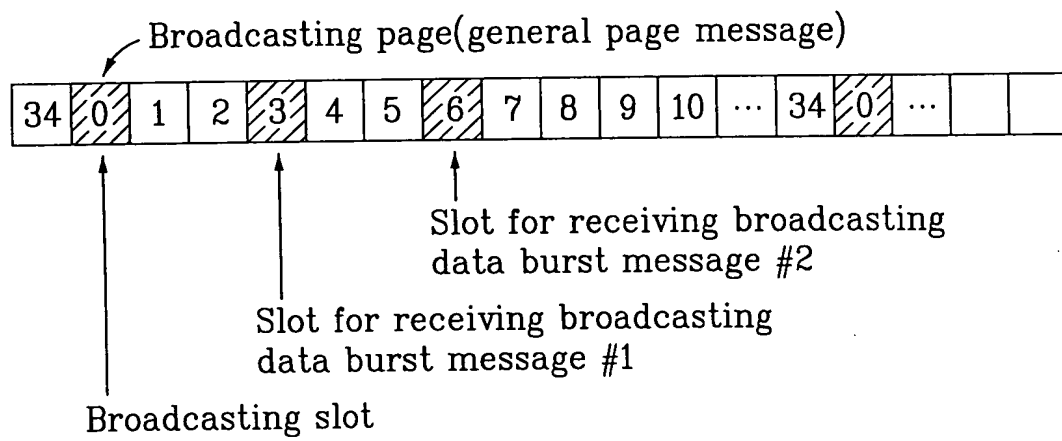 Broadcasting page(general page message)
34 0 1 2 3 4 5 6 7 8 9 10 ··· 34 0 ···
Slot for receiving broadcasting
data burst message #2
Slot for receiving broadcasting
data burst message #1
Broadcasting slot